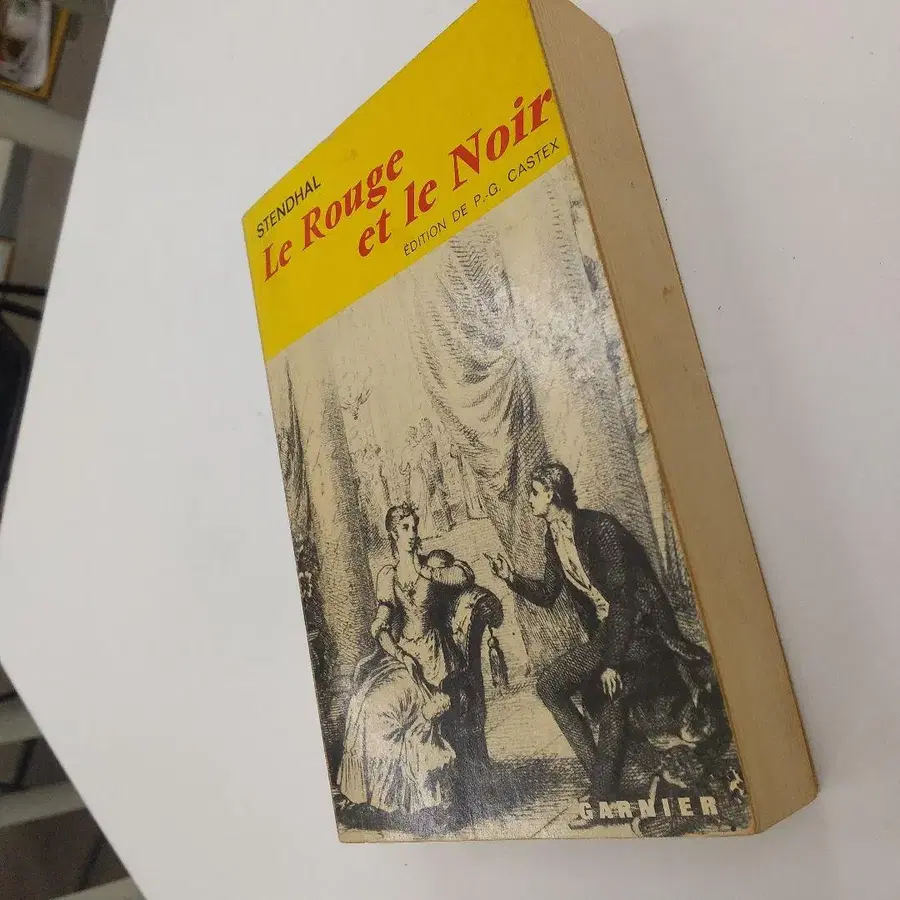 STENDHAL
Le Rouge
et le Noir
ÉDITION DE P.-G. CASTEX
GARNIER